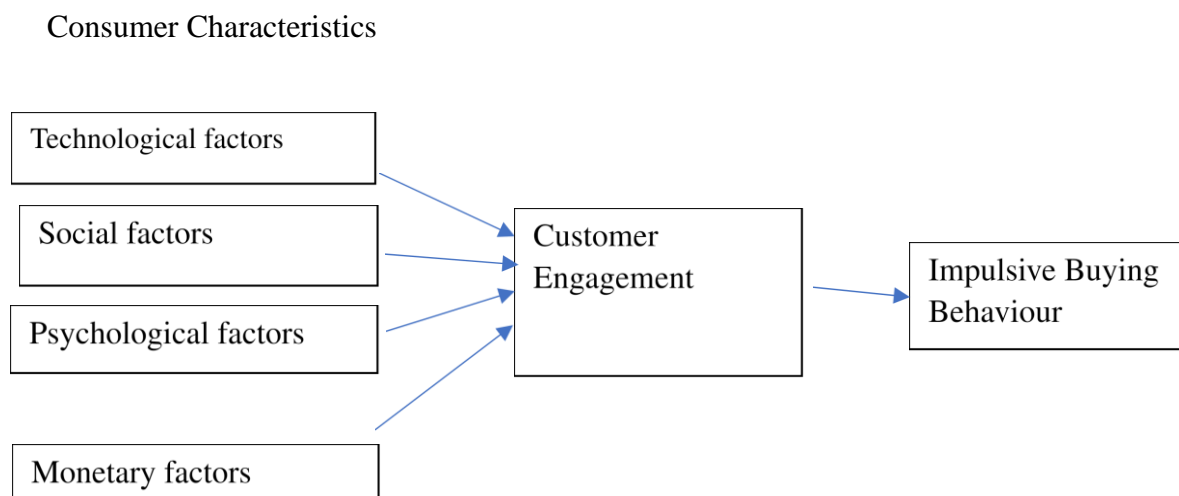 Consumer Characteristics
Technological factors
Social factors
Psychological factors
Monetary factors
Customer
Engagement
Impulsive Buying
Behaviour